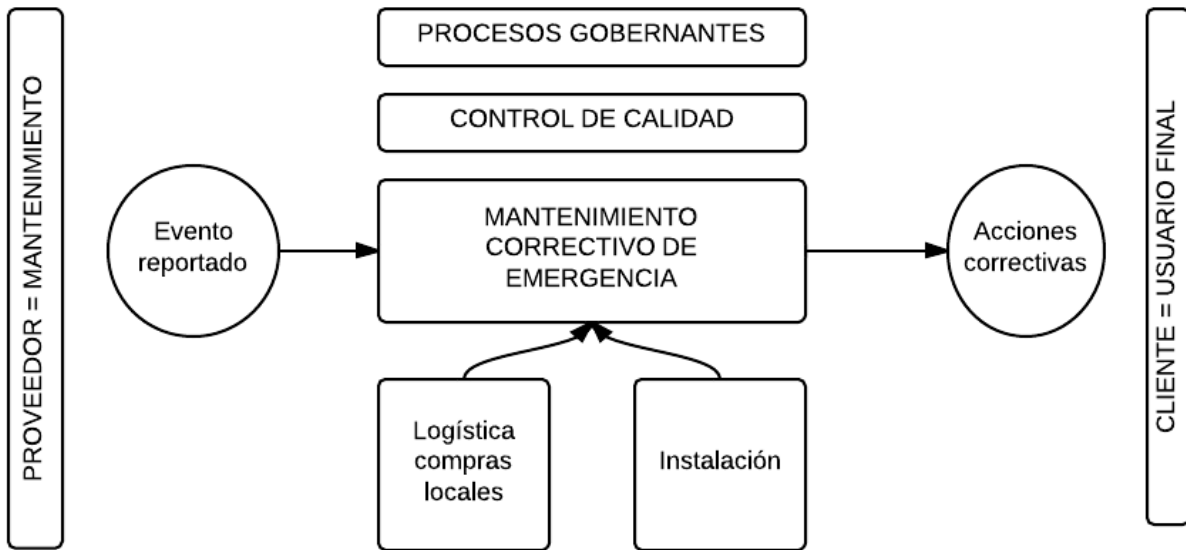 PROVEEDOR = MANTENIMIENTO
PROCESOS GOBERNANTES
CONTROL DE CALIDAD
Evento
reportado
MANTENIMIENTO
CORRECTIVO DE
EMERGENCIA
Acciones
correctivas
Logística
compras
locales
Instalación
CLIENTE = USUARIO FINAL